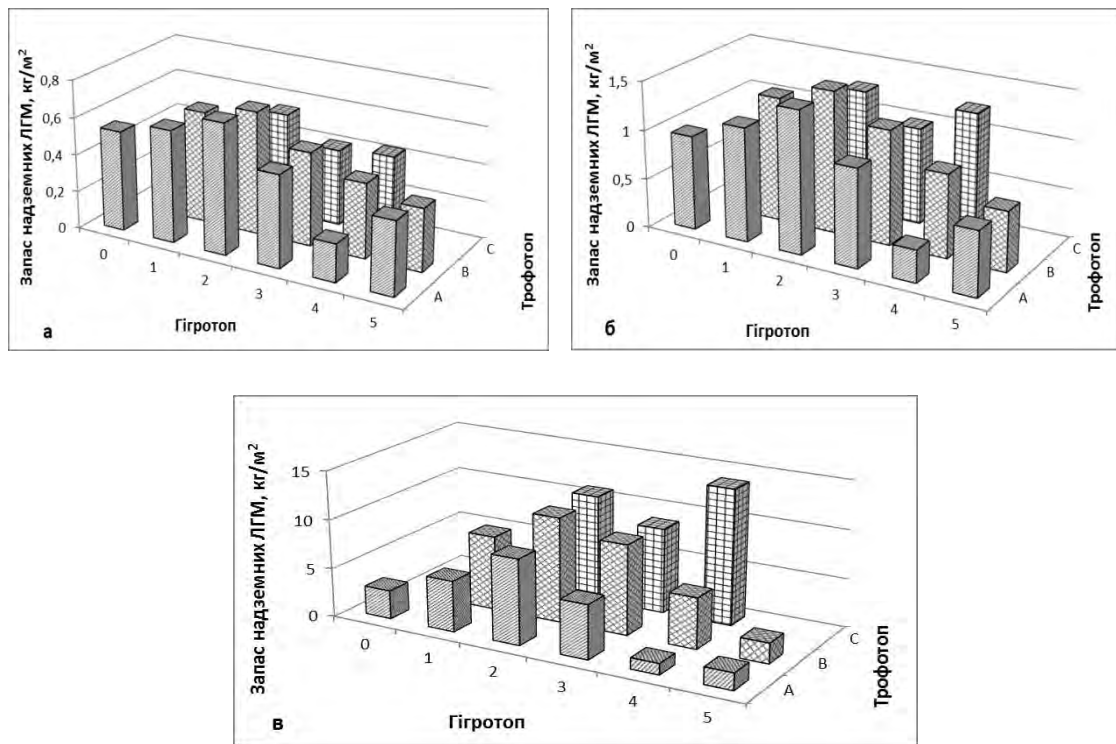 Запас надземних ЛГМ, кг/м²
0,8
0,6
0,4
0,2
0
0
1
2
3
4
5
A
B
C
Гігротоп
Трофотоп
а
Запас надземних ЛГМ, кг/м²
1,5
1
0,5
0
0
1
2
3
4
5
A
B
C
Гігротоп
Трофотоп
б
Запас надземних ЛГМ, кг/м²
15
10
5
0
0
1
2
3
4
5
A
B
C
Гігротоп
Трофотоп
в